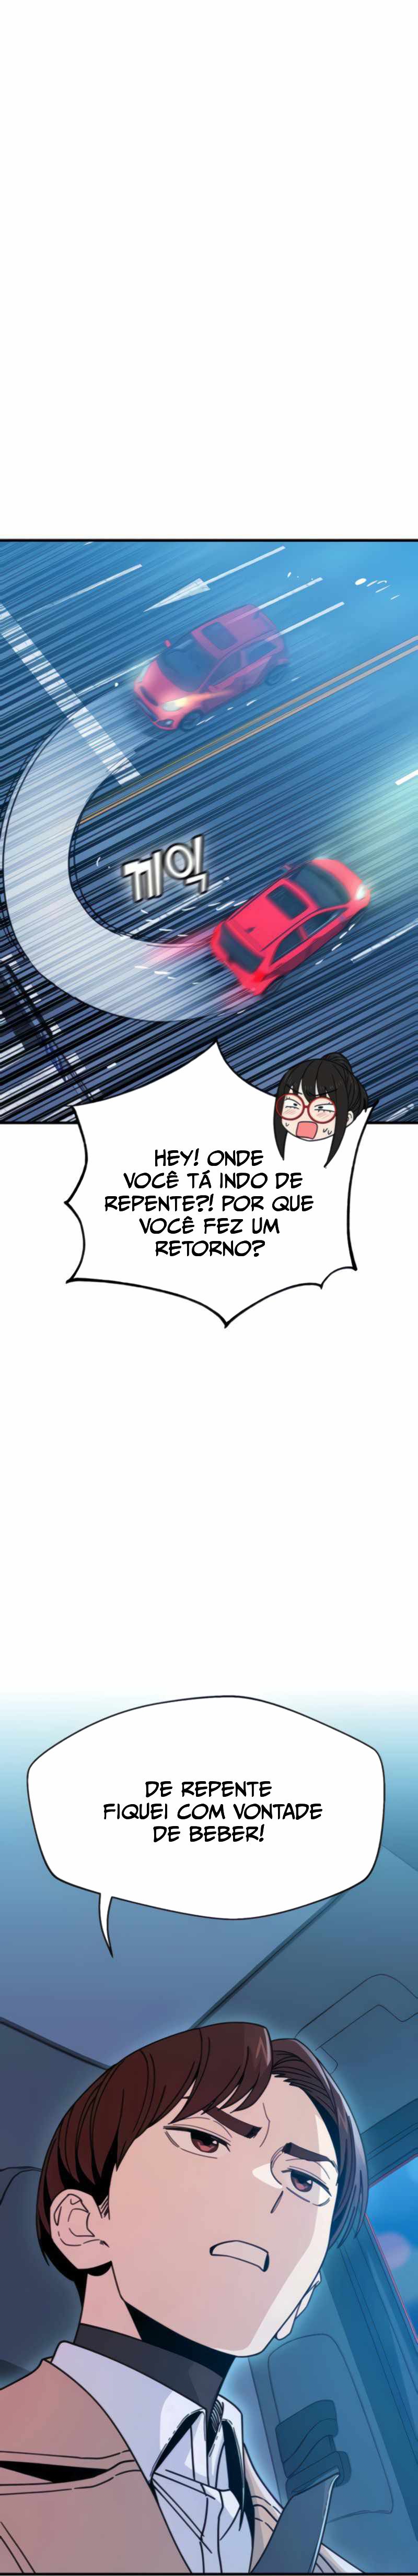 끼익
HEY! ONDE
VOCÊ TÁ INDO DE
REPENTE?! POR QUE
VOCÊ FEZ UM
RETORNO?
DE REPENTE
FIQUEI COM VONTADE
DE BEBER!